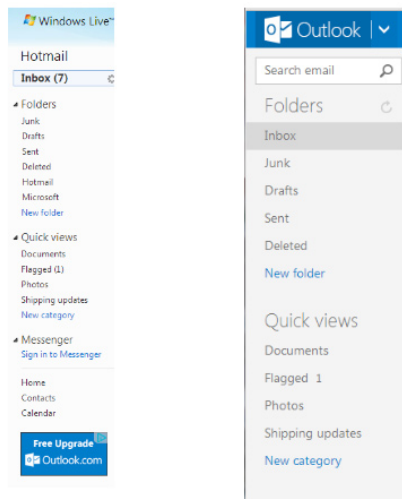 Windows Live™
Hotmail
Inbox (7)
Folders
Junk
Drafts
Sent
Deleted
Hotmail
Microsoft
New folder
Quick views
Documents
Flagged (1)
Photos
Shipping updates
New category
Messenger
Sign in to Messenger
Home
Contacts
Calendar
Free Upgrade
Outlook.com
Outlook
Search email
Folders
Inbox
Junk
Drafts
Sent
Deleted
New folder
Quick views
Documents
Flagged 1
Photos
Shipping updates
New category